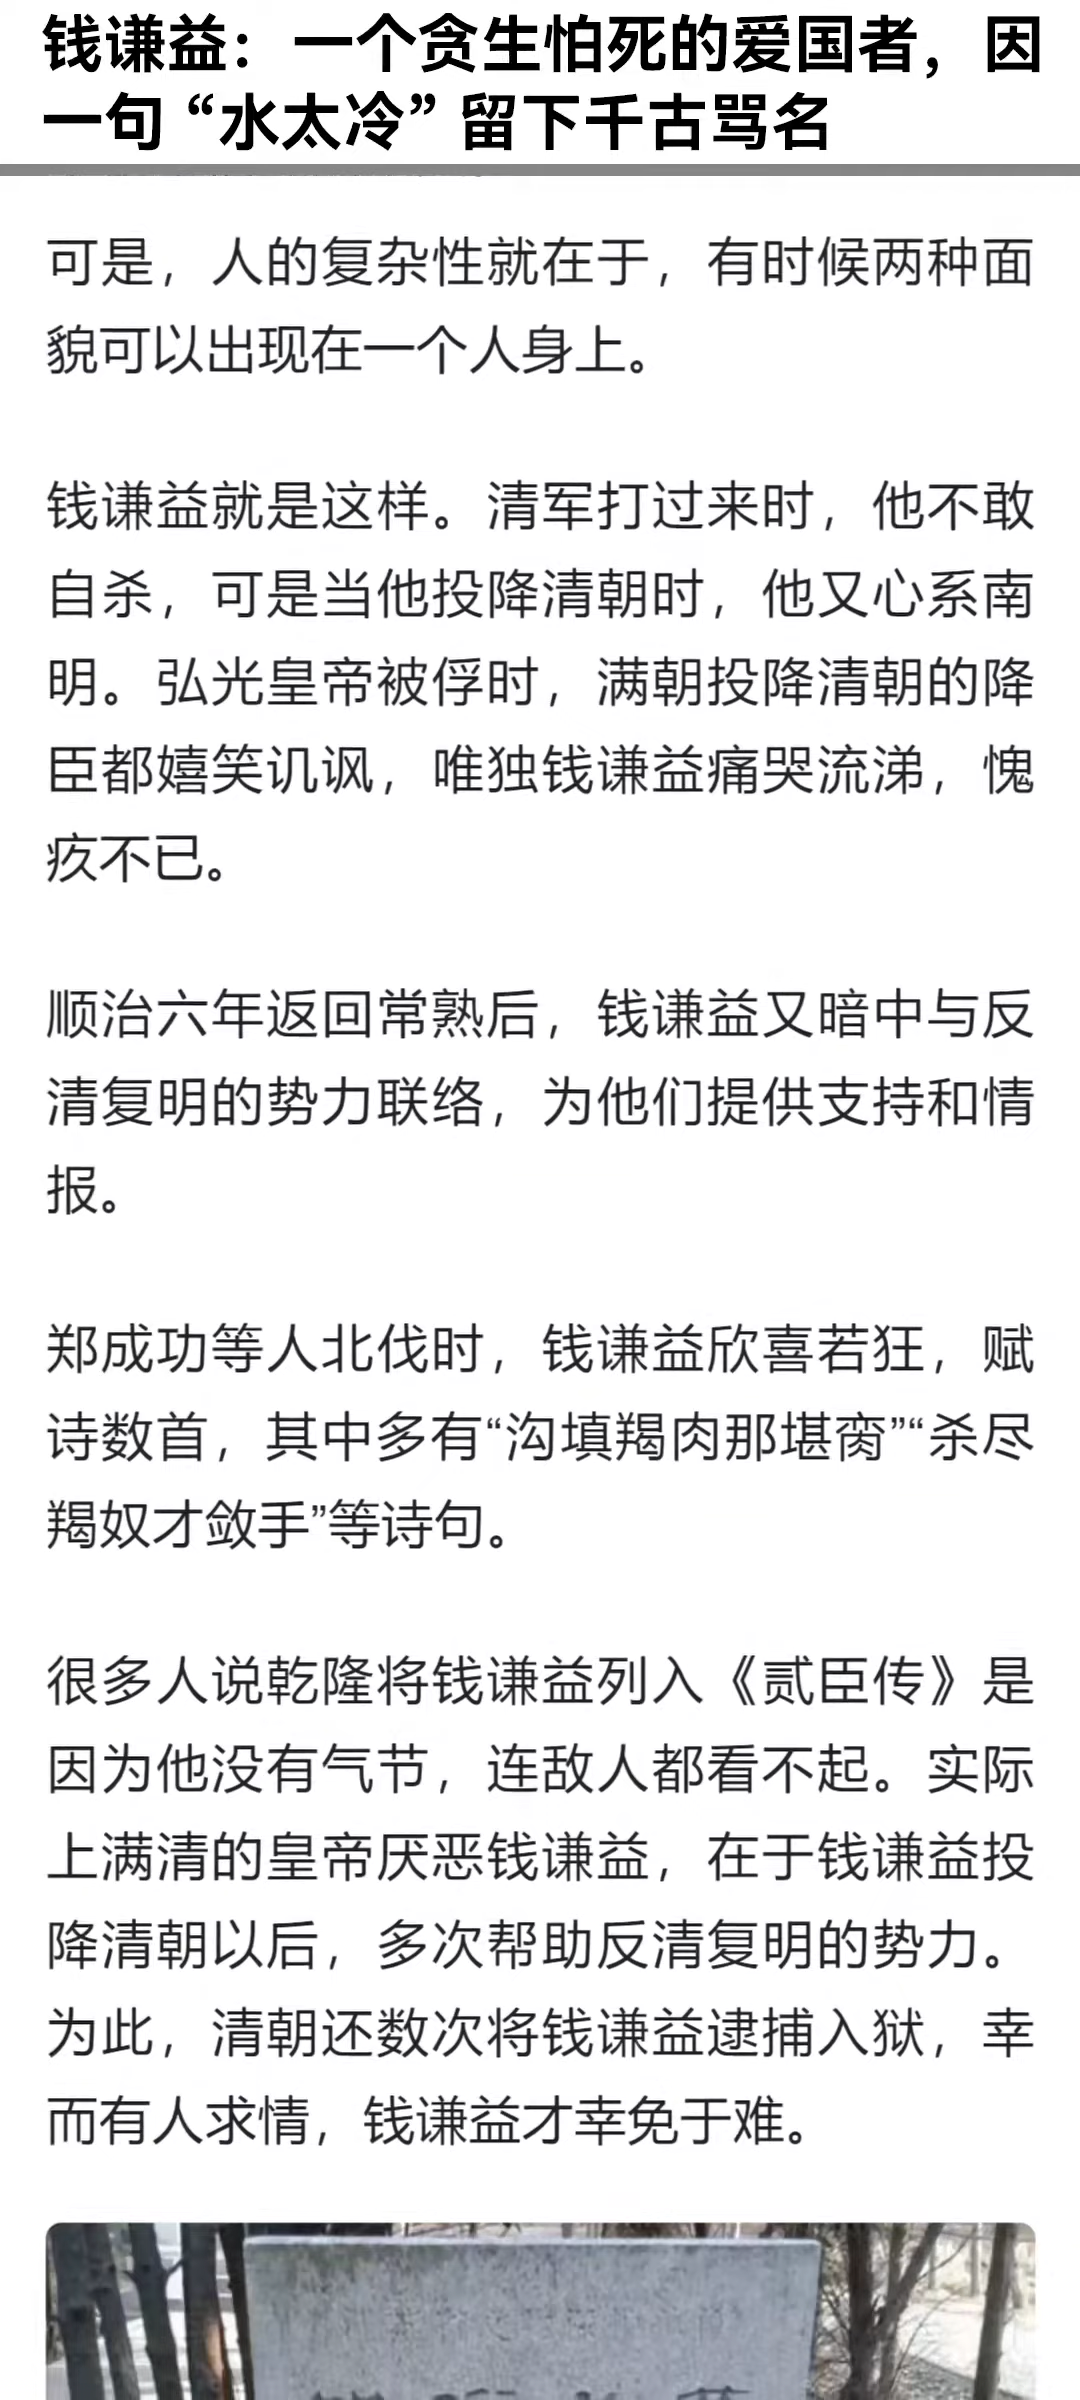 钱谦益：一个贪生怕死的爱国者，因
一句“水太冷”留下千古骂名
可是，人的复杂性就在于，有时候两种面
貌可以出现在一个人身上。
钱谦益就是这样。清军打过来时，他不敢
自杀，可是当他投降清朝时，他又心系南
明。弘光皇帝被俘时，满朝投降清朝的降
臣都嬉笑讥讽，唯独钱谦益痛哭流涕，愧
疚不已。
顺治六年返回常熟后，钱谦益又暗中与反
清复明的势力联络，为他们提供支持和情
报。
郑成功等人北伐时，钱谦益欣喜若狂，赋
诗数首，其中多有“沟填羯肉那堪脔”“杀尽
羯奴才敛手”等诗句。
很多人说乾隆将钱谦益列入《贰臣传》是
因为他没有气节，连敌人都看不起。实际
上满清的皇帝厌恶钱谦益，在于钱谦益投
降清朝以后，多次帮助反清复明的势力。
为此，清朝还数次将钱谦益逮捕入狱，幸
而有人求情，钱谦益才幸免于难。